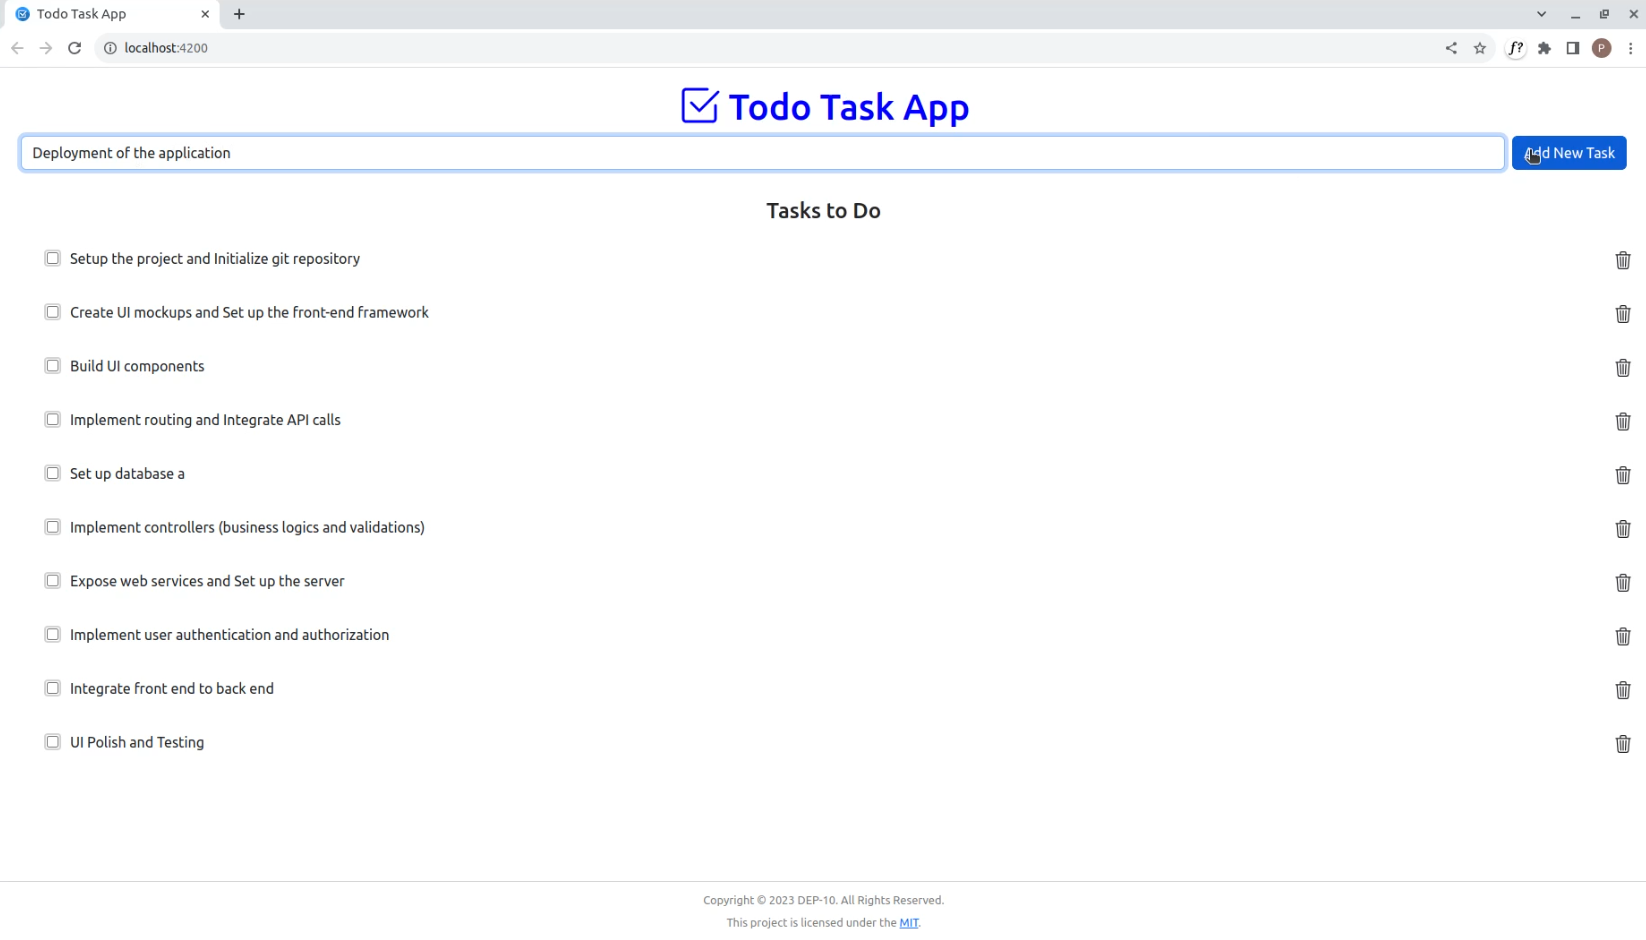 Todo Task App
localhost:4200
f?
P
Todo Task App
Deployment of the application
Add New Task
Tasks to Do
Setup the project and Initialize git repository
Create UI mockups and Set up the front-end framework
Build UI components
Implement routing and Integrate API calls
Set up database a
Implement controllers (business logics and validations)
Expose web services and Set up the server
Implement user authentication and authorization
Integrate front end to back end
UI Polish and Testing
Copyright © 2023 DEP-10. All Rights Reserved.
This project is licensed under the MIT.